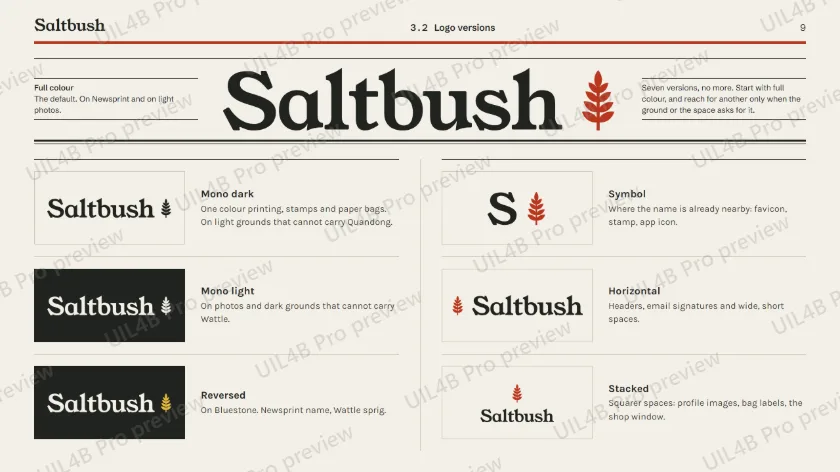 Saltbush
3.2 Logo versions
9
Full colour
The default. On Newsprint and on light
photos.
Saltbush
Seven versions, no more. Start with full
colour, and reach for another only when the
ground or the space asks for it.
Saltbush
Mono dark
One colour printing, stamps and paper bags.
On light grounds that cannot carry Quandong.
Saltbush
Mono light
On photos and dark grounds that cannot carry
Wattle.
Saltbush
Reversed
On Bluestone. Newsprint name, Wattle sprig.
S
Symbol
Where the name is already nearby: favicon,
stamp, app icon.
Saltbush
Horizontal
Headers, email signatures and wide, short
spaces.
Saltbush
Stacked
Squarer spaces: profile images, bag labels, the
shop window.
UIL4B Pro preview